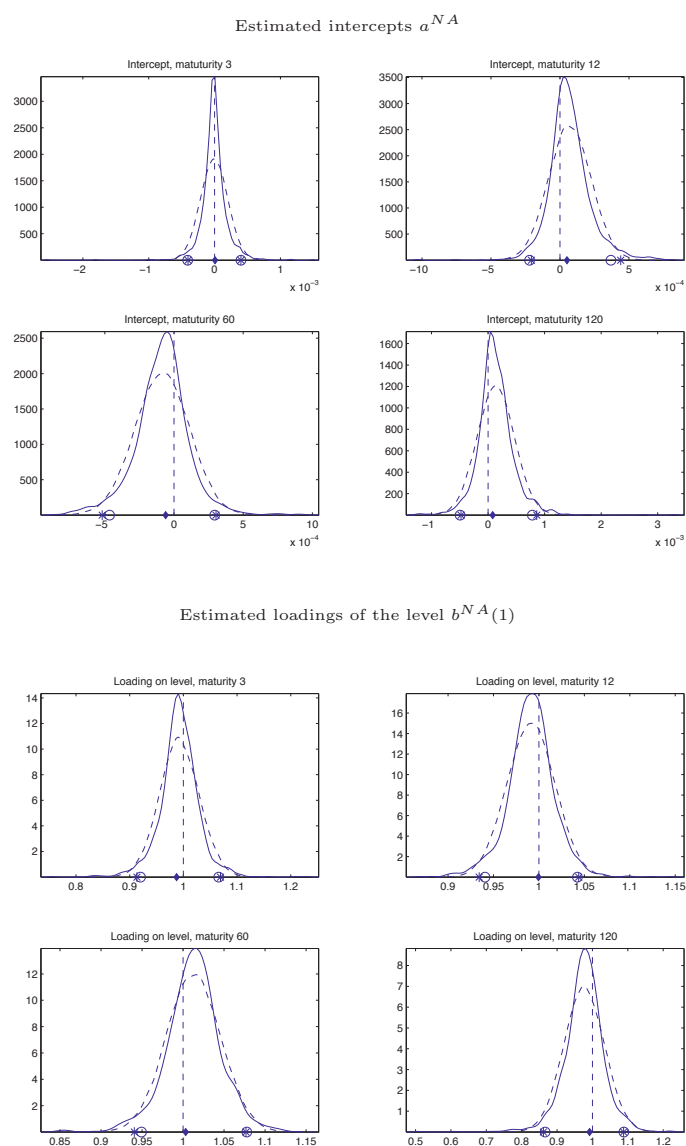 Estimated intercepts a^{NA}
Intercept, matuturity 3
3000
2500
2000
1500
1000
500
−2 −1 0 1
x 10^{−3}
Intercept, matuturity 12
3500
3000
2500
2000
1500
1000
500
−10 −5 0 5
x 10^{−4}
Intercept, matuturity 60
2500
2000
1500
1000
500
−5 0 5 10
x 10^{−4}
Intercept, matuturity 120
1600
1400
1200
1000
800
600
400
200
−1 0 1 2 3
x 10^{−3}
Estimated loadings of the level b^{NA}(1)
Loading on level, maturity 3
14
12
10
8
6
4
2
0.8 0.9 1 1.1 1.2
Loading on level, maturity 12
16
14
12
10
8
6
4
2
0.9 0.95 1 1.05 1.1 1.15
Loading on level, maturity 60
12
10
8
6
4
2
0.85 0.9 0.95 1 1.05 1.1 1.15
Loading on level, maturity 120
8
7
6
5
4
3
2
1
0.5 0.6 0.7 0.8 0.9 1 1.1 1.2